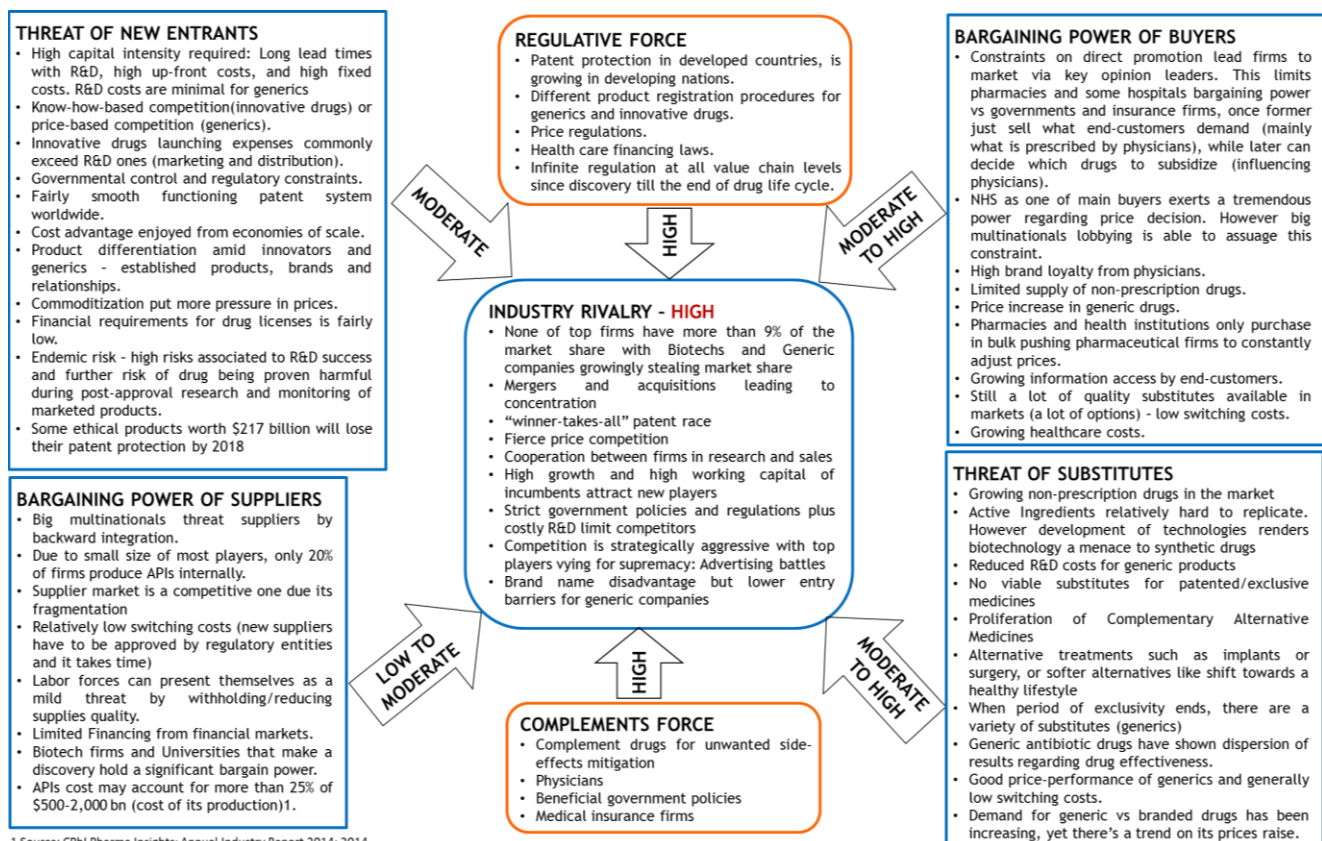 THREAT OF NEW ENTRANTS
• High capital intensity required: Long lead times
with R&D, high up-front costs, and high fixed
costs. R&D costs are minimal for generics
• Know-how-based competition(innovative drugs) or
price-based competition (generics).
• Innovative drugs launching expenses commonly
exceed R&D ones (marketing and distribution).
• Governmental control and regulatory constraints.
• Fairly smooth functioning patent system
worldwide.
• Cost advantage enjoyed from economies of scale.
• Product differentiation amid innovators and
generics - established products, brands and
relationships.
• Commoditization put more pressure in prices.
• Financial requirements for drug licenses is fairly
low.
• Endemic risk - high risks associated to R&D success
and further risk of drug being proven harmful
during post-approval research and monitoring of
marketed products.
• Some ethical products worth $217 billion will lose
their patent protection by 2018
MODERATE
REGULATIVE FORCE
• Patent protection in developed countries, is
growing in developing nations.
• Different product registration procedures for
generics and innovative drugs.
• Price regulations.
• Health care financing laws.
• Infinite regulation at all value chain levels
since discovery till the end of drug life cycle.
HIGH
BARGAINING POWER OF BUYERS
• Constraints on direct promotion lead firms to
market via key opinion leaders. This limits
pharmacies and some hospitals bargaining power
vs governments and insurance firms, once former
just sell what end-customers demand (mainly
what is prescribed by physicians), while later can
decide which drugs to subsidize (influencing
physicians).
• NHS as one of main buyers exerts a tremendous
power regarding price decision. However big
multinationals lobbying is able to assuage this
constraint.
• High brand loyalty from physicians.
• Limited supply of non-prescription drugs.
• Price increase in generic drugs.
• Pharmacies and health institutions only purchase
in bulk pushing pharmaceutical firms to constantly
adjust prices.
• Growing information access by end-customers.
• Still a lot of quality substitutes available in
markets (a lot of options) - low switching costs.
• Growing healthcare costs.
MODERATE
TO HIGH
INDUSTRY RIVALRY - HIGH
• None of top firms have more than 9% of the
market share with Biotechs and Generic
companies growingly stealing market share
• Mergers and acquisitions leading to
concentration
• “winner-takes-all” patent race
• Fierce price competition
• Cooperation between firms in research and sales
• High growth and high working capital of
incumbents attract new players
• Strict government policies and regulations plus
costly R&D limit competitors
• Competition is strategically aggressive with top
players vying for supremacy: Advertising battles
• Brand name disadvantage but lower entry
barriers for generic companies
BARGAINING POWER OF SUPPLIERS
• Big multinationals threat suppliers by
backward integration.
• Due to small size of most players, only 20%
of firms produce APIs internally.
• Supplier market is a competitive one due its
fragmentation
• Relatively low switching costs (new suppliers
have to be approved by regulatory entities
and it takes time)
• Labor forces can present themselves as a
mild threat by withholding/reducing
supplies quality.
• Limited Financing from financial markets.
• Biotech firms and Universities that make a
discovery hold a significant bargain power.
• APIs cost may account for more than 25% of
$500-2,000 bn (cost of its production)1.
LOW TO
MODERATE
HIGH
COMPLEMENTS FORCE
• Complement drugs for unwanted side-
effects mitigation
• Physicians
• Beneficial government policies
• Medical insurance firms
MODERATE
TO HIGH
THREAT OF SUBSTITUTES
• Growing non-prescription drugs in the market
• Active Ingredients relatively hard to replicate.
However development of technologies renders
biotechnology a menace to synthetic drugs
• Reduced R&D costs for generic products
• No viable substitutes for patented/exclusive
medicines
• Proliferation of Complementary Alternative
Medicines
• Alternative treatments such as implants or
surgery, or softer alternatives like shift towards a
healthy lifestyle
• When period of exclusivity ends, there are a
variety of substitutes (generics)
• Generic antibiotic drugs have shown dispersion of
results regarding drug effectiveness.
• Good price-performance of generics and generally
low switching costs.
• Demand for generic vs branded drugs has been
increasing, yet there’s a trend on its prices raise.
1 Source: CPhI Pharma Insights: Annual Industry Report 2014; 2014